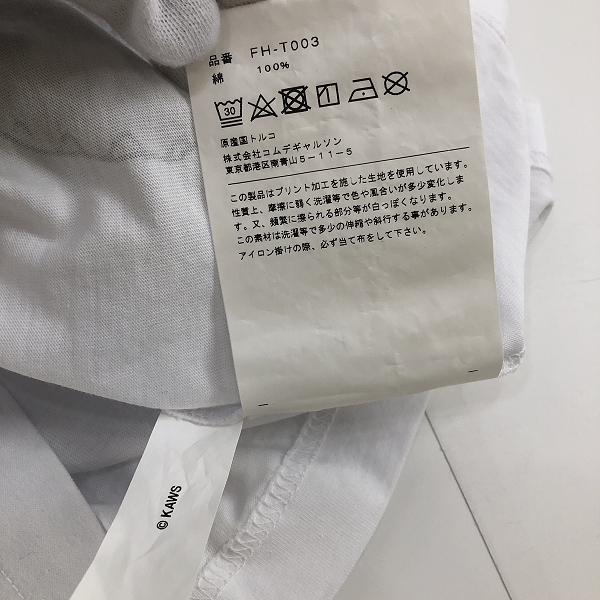 品番 FH-T003
綿 100%
30
原産国トルコ
株式会社コムデギャルソン
東京都港区南青山5-11-5
この製品はプリント加工を施した生地を使用しています。
性質上、摩擦に弱く洗濯等で色や風合いが多少変化しま
す。又、頻繁に擦られる部分等が白っぽくなります。
この素材は洗濯等で多少の伸縮や斜行する事があります。
アイロン掛けの際、必ず当て布をして下さい。
© KAWS